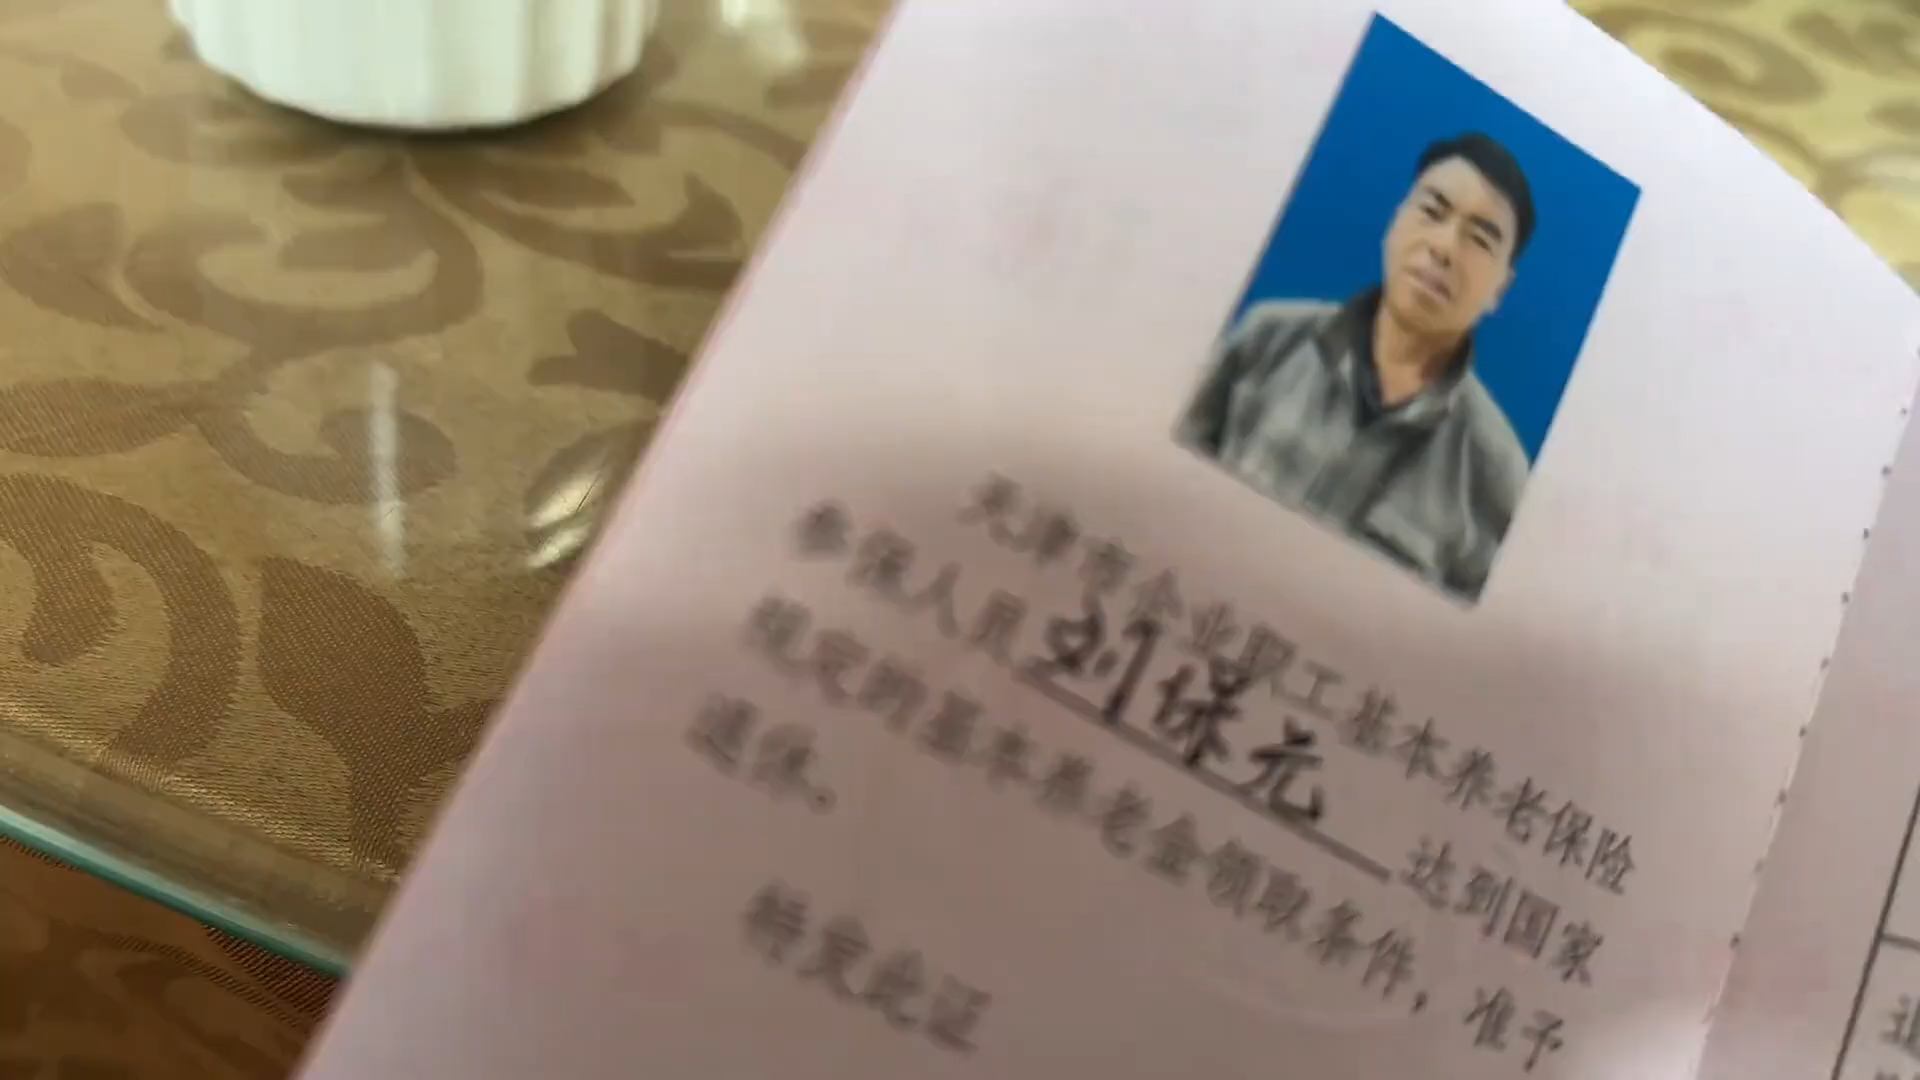 天津市企业职工基本养老保险
参保人员刘保元达到国家
规定的基本养老金领取条件，准予
退休。
特发此证